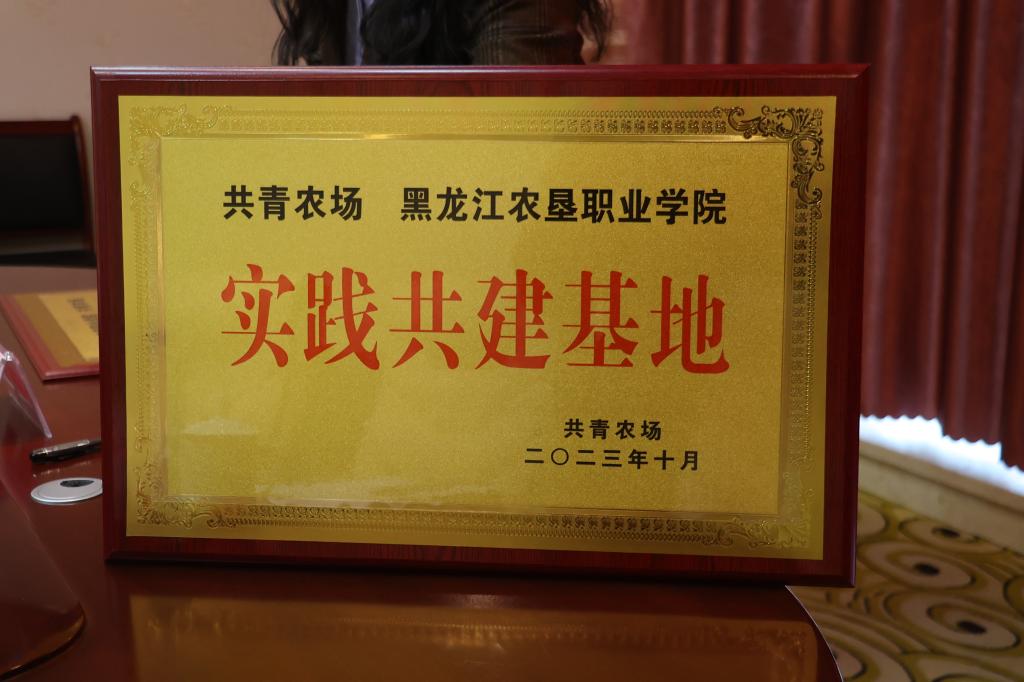 共青农场 黑龙江农垦职业学院
实践共建基地
共青农场
二〇二三年十月